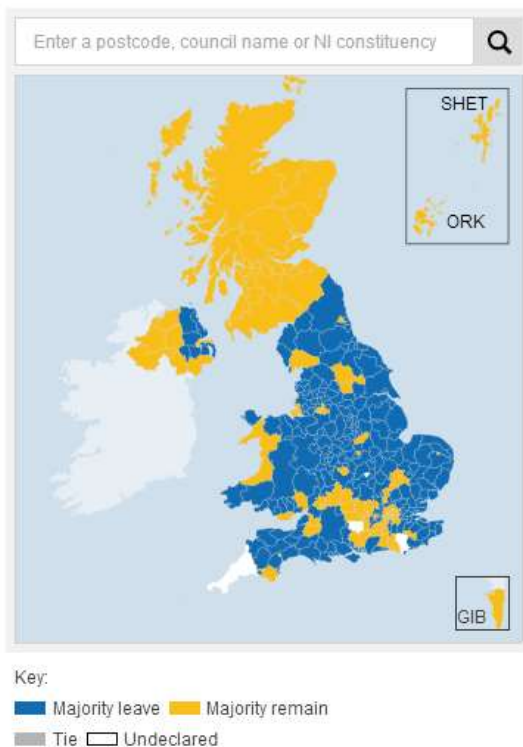 Enter a postcode, council name or NI constituency
SHET
ORK
GIB
Key:
Majority leave Majority remain
Tie Undeclared